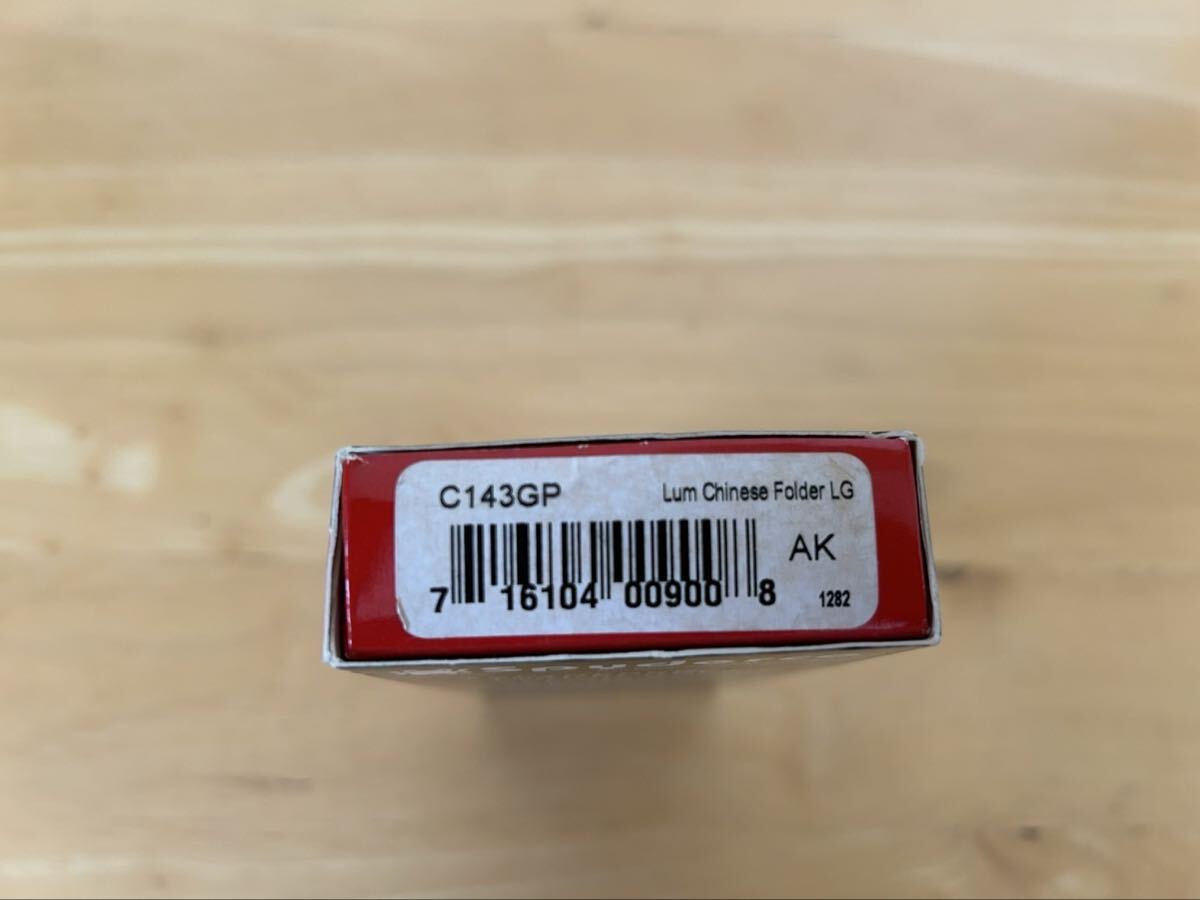 C143GP Lum Chinese Folder LG
AK
7 16104 00900 8 1282